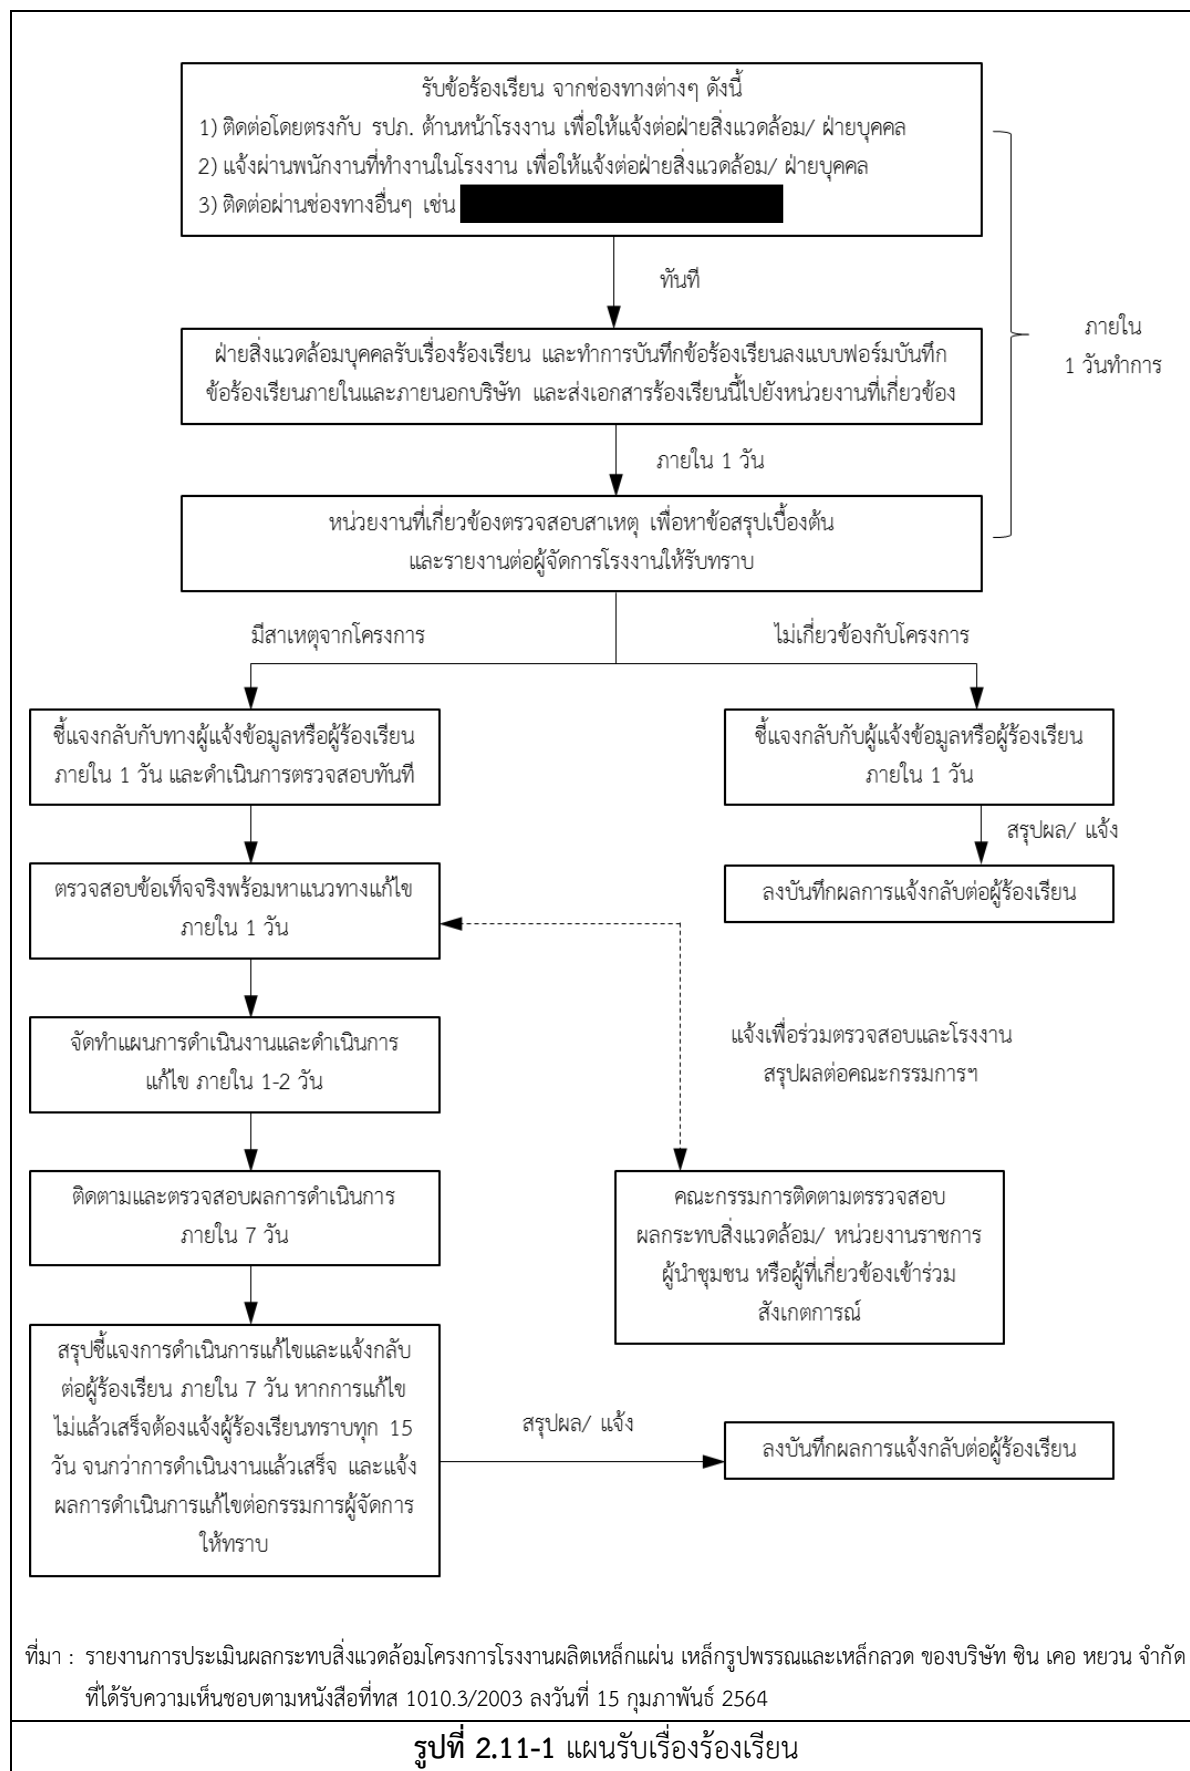 รับข้อร้องเรียน จากช่องทางต่างๆ ดังนี้
1) ติดต่อโดยตรงกับ รปภ. ด้านหน้าโรงงาน เพื่อให้แจ้งต่อฝ่ายสิ่งแวดล้อม/ ฝ่ายบุคคล
2) แจ้งผ่านพนักงานที่ทำงานในโรงงาน เพื่อให้แจ้งต่อฝ่ายสิ่งแวดล้อม/ ฝ่ายบุคคล
3) ติดต่อผ่านช่องทางอื่นๆ เช่น
ทันที
ภายใน
1 วันทำการ
ฝ่ายสิ่งแวดล้อมบุคคลรับเรื่องร้องเรียน และทำการบันทึกข้อร้องเรียนลงแบบฟอร์มบันทึก
ข้อร้องเรียนภายในและภายนอกบริษัท และส่งเอกสารร้องเรียนนี้ไปยังหน่วยงานที่เกี่ยวข้อง
ภายใน 1 วัน
หน่วยงานที่เกี่ยวข้องตรวจสอบสาเหตุ เพื่อหาข้อสรุปเบื้องต้น
และรายงานต่อผู้จัดการโรงงานให้รับทราบ
มีสาเหตุจากโครงการ
ไม่เกี่ยวข้องกับโครงการ
ชี้แจงกลับกับทางผู้แจ้งข้อมูลหรือผู้ร้องเรียน
ภายใน 1 วัน และดำเนินการตรวจสอบทันที
ชี้แจงกลับกับผู้แจ้งข้อมูลหรือผู้ร้องเรียน
ภายใน 1 วัน
สรุปผล/ แจ้ง
ตรวจสอบข้อเท็จจริงพร้อมหาแนวทางแก้ไข
ภายใน 1 วัน
ลงบันทึกผลการแจ้งกลับต่อผู้ร้องเรียน
จัดทำแผนการดำเนินงานและดำเนินการ
แก้ไข ภายใน 1-2 วัน
แจ้งเพื่อร่วมตรวจสอบและโรงงาน
สรุปผลต่อคณะกรรมการฯ
ติดตามและตรวจสอบผลการดำเนินการ
ภายใน 7 วัน
คณะกรรมการติดตามตรรวจสอบ
ผลกระทบสิ่งแวดล้อม/ หน่วยงานราชการ
ผู้นำชุมชน หรือผู้ที่เกี่ยวข้องเข้าร่วม
สังเกตการณ์
สรุปชี้แจงการดำเนินการแก้ไขและแจ้งกลับ
ต่อผู้ร้องเรียน ภายใน 7 วัน หากการแก้ไข
ไม่แล้วเสร็จต้องแจ้งผู้ร้องเรียนทราบทุก 15
วัน จนกว่าการดำเนินงานแล้วเสร็จ และแจ้ง
ผลการดำเนินการแก้ไขต่อกรรมการผู้จัดการ
ให้ทราบ
สรุปผล/ แจ้ง
ลงบันทึกผลการแจ้งกลับต่อผู้ร้องเรียน
ที่มา : รายงานการประเมินผลกระทบสิ่งแวดล้อมโครงการโรงงานผลิตเหล็กแผ่น เหล็กรูปพรรณและเหล็กลวด ของบริษัท ซิน เคอ หยวน จำกัด
ที่ได้รับความเห็นชอบตามหนังสือที่ทส 1010.3/2003 ลงวันที่ 15 กุมภาพันธ์ 2564
รูปที่ 2.11-1 แผนรับเรื่องร้องเรียน